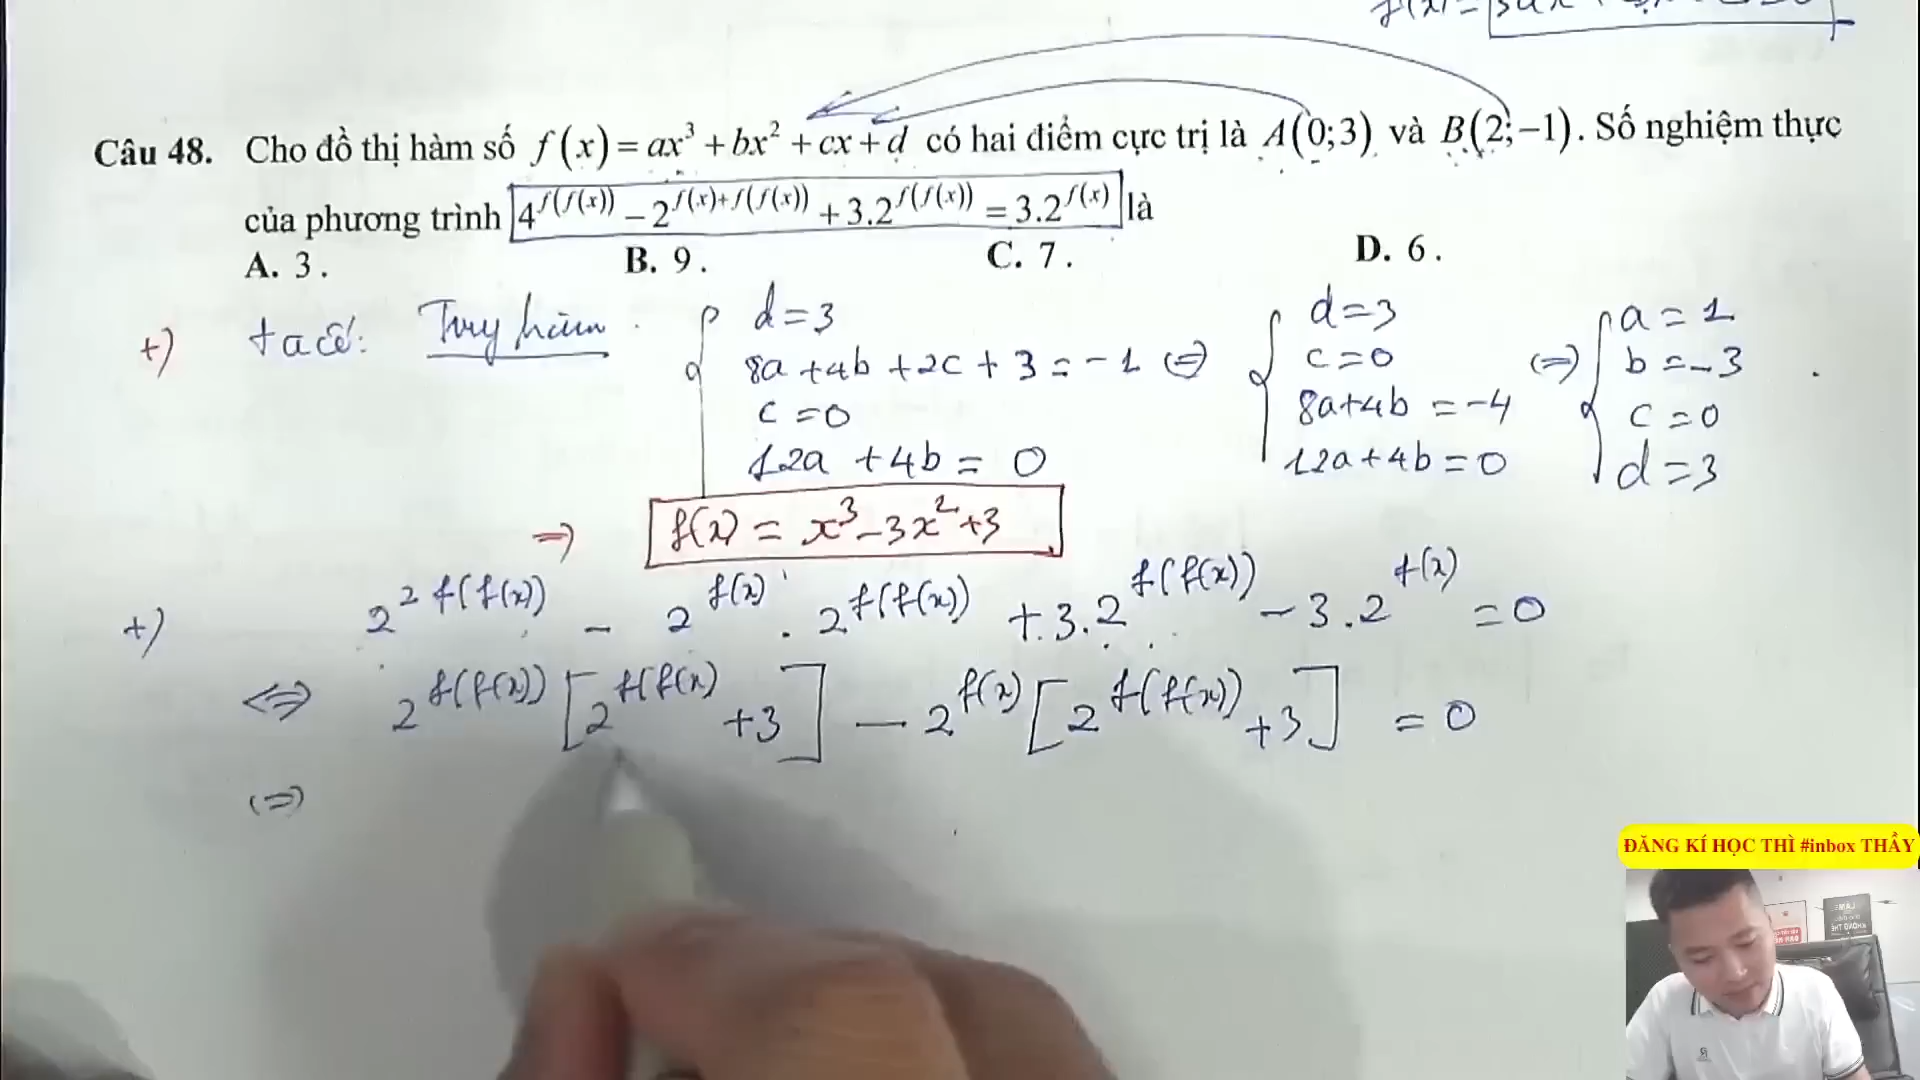 Câu 48. Cho đồ thị hàm số f(x) = ax³ + bx² + cx + d có hai điểm cực trị là A(0;3) và B(2;−1). Số nghiệm thực
của phương trình 4^{f(f(x))} − 2^{f(x)+f(f(x))} + 3.2^{f(f(x))} = 3.2^{f(x)} là
A. 3. B. 9. C. 7. D. 6.
+) ta có:
d = 3
8a + 4b + 2c + 3 = −1 (=)
c = 0
12a + 4b = 0
d = 3
c = 0
8a + 4b = −4
12a + 4b = 0
(=)
a = 1
b = −3
c = 0
d = 3
=> f(x) = x³ − 3x² + 3
+) 2^{2f(f(x))} − 2^{f(x)} . 2^{f(f(x))} + 3.2^{f(f(x))} − 3.2^{f(x)} = 0
<=> 2^{f(f(x))} [2^{f(f(x)} + 3] − 2^{f(x)} [2^{f(f(x))} + 3] = 0
(=)
ĐĂNG KÍ HỌC THÌ #inbox THẦY